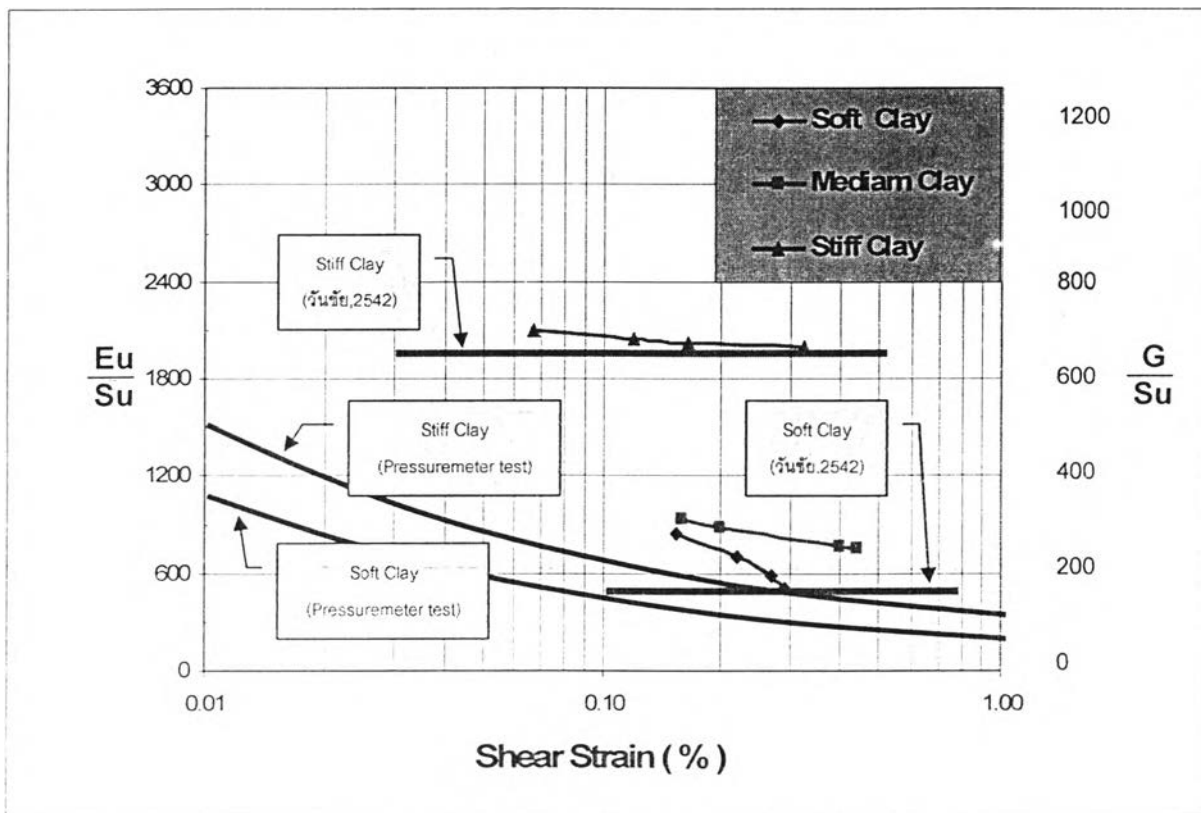 3600
3000
2400
1800
1200
600
0
Eu
Su
1200
1000
800
600
400
200
0
G
Su
Soft Clay
Mediam Clay
Stiff Clay
Stiff Clay
(วันชัย,2542)
Stiff Clay
(Pressuremeter test)
Soft Clay
(วันชัย,2542)
Soft Clay
(Pressuremeter test)
0.01
0.10
1.00
Shear Strain ( % )